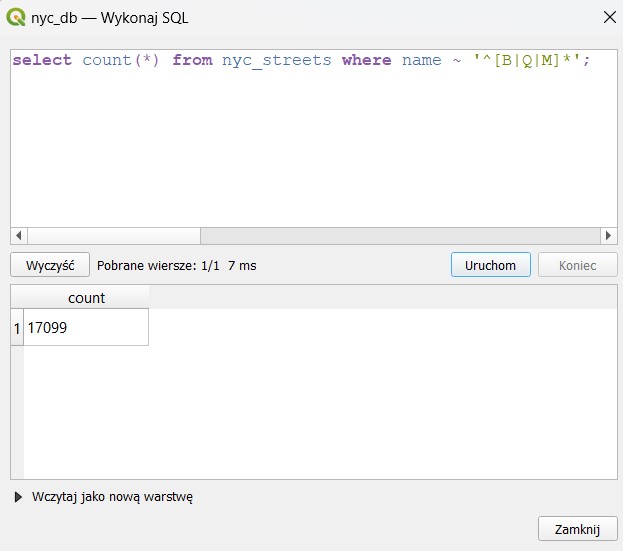 nyc_db — Wykonaj SQL
select count(*) from nyc_streets where name ~ '^[B|Q|M]*';
Wyczyść Pobrane wiersze: 1/1 7 ms Uruchom Koniec
count
1 17099
Wczytaj jako nową warstwę
Zamknij